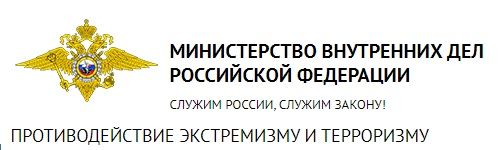 МИНИСТЕРСТВО ВНУТРЕННИХ ДЕЛ
РОССИЙСКОЙ ФЕДЕРАЦИИ
СЛУЖИМ РОССИИ, СЛУЖИМ ЗАКОНУ!
ПРОТИВОДЕЙСТВИЕ ЭКСТРЕМИЗМУ И ТЕРРОРИЗМУ